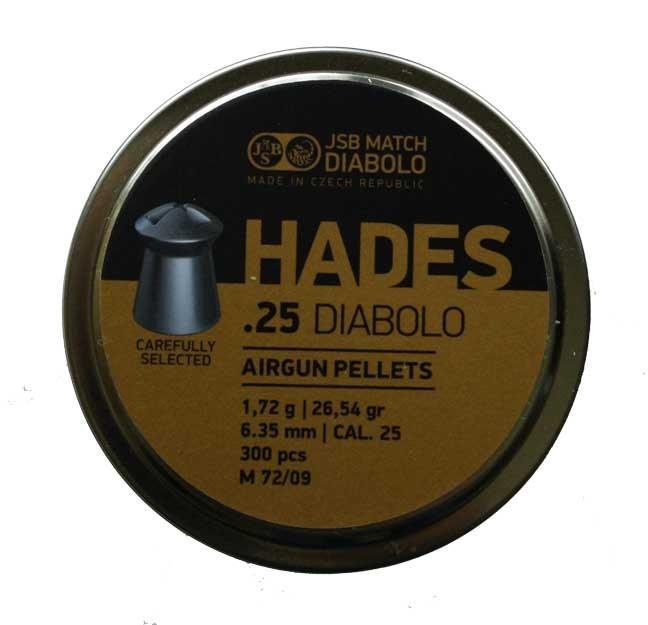 JSB
JSB MATCH
DIABOLO
MADE IN CZECH REPUBLIC
HADES
.25 DIABOLO
CAREFULLY
SELECTED
AIRGUN PELLETS
1,72 g | 26,54 gr
6.35 mm | CAL. 25
300 pcs
M 72/09